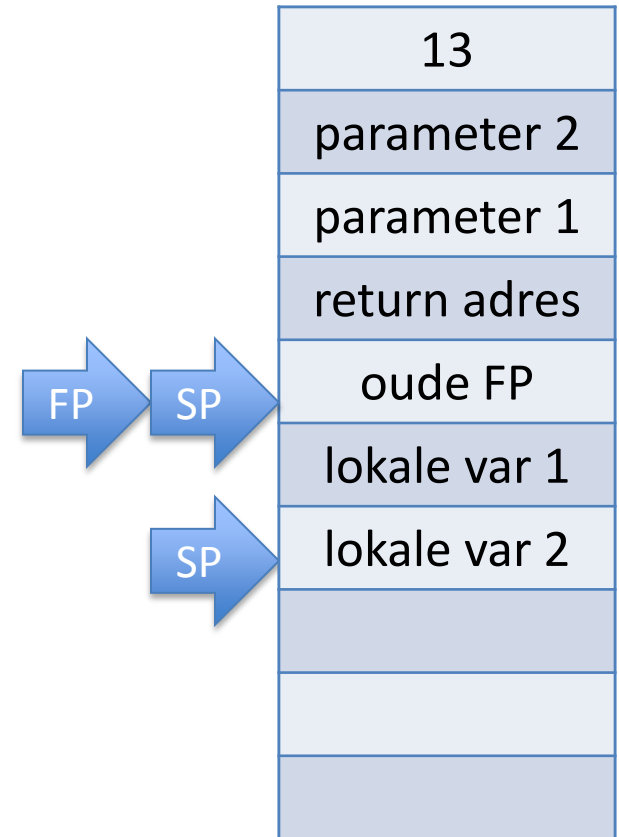 13
parameter 2
parameter 1
return adres
FP SP oude FP
lokale var 1
SP lokale var 2